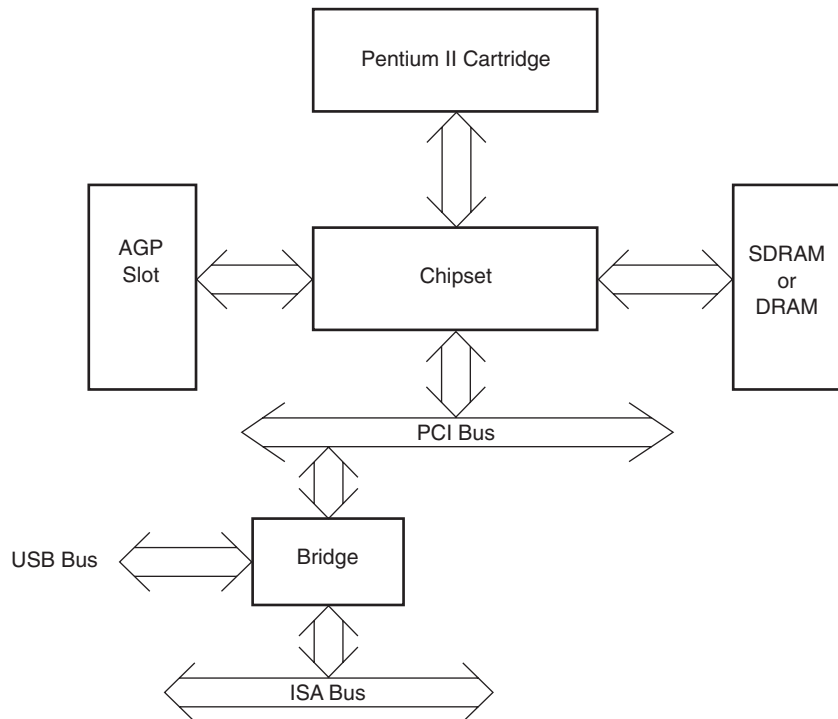 Pentium II Cartridge
AGP
Slot
Chipset
SDRAM
or
DRAM
PCI Bus
USB Bus
Bridge
ISA Bus